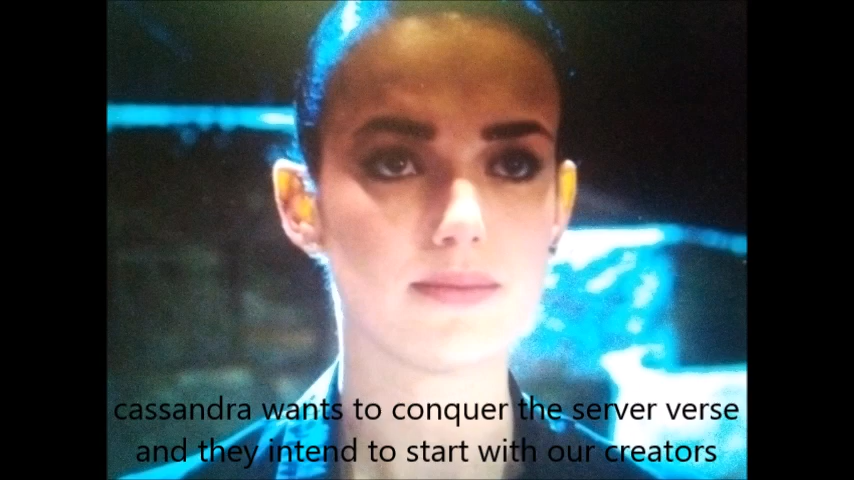 cassandra wants to conquer the server verse
and they intend to start with our creators